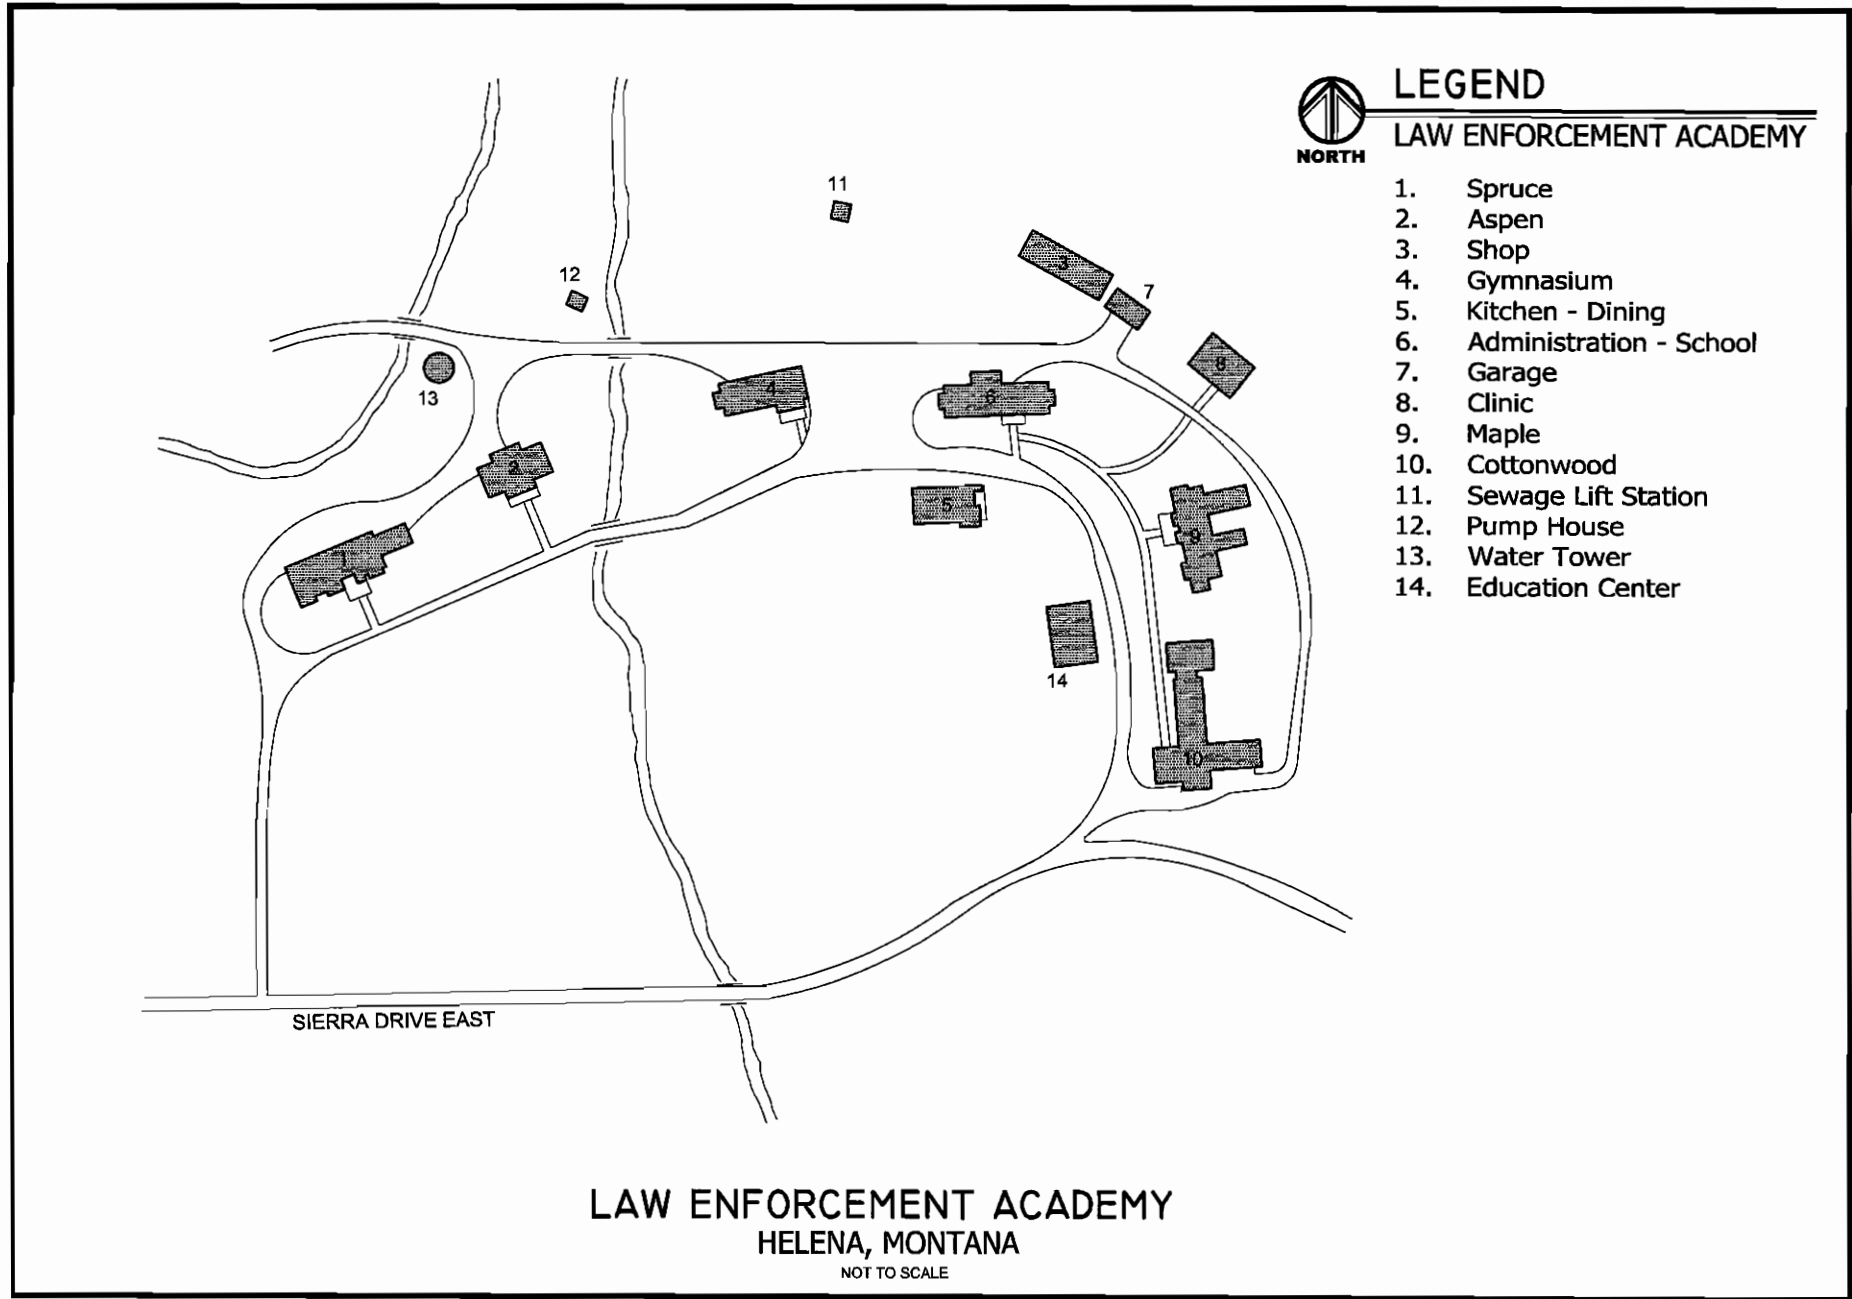 LEGEND
NORTH
LAW ENFORCEMENT ACADEMY
1. Spruce
2. Aspen
3. Shop
4. Gymnasium
5. Kitchen - Dining
6. Administration - School
7. Garage
8. Clinic
9. Maple
10. Cottonwood
11. Sewage Lift Station
12. Pump House
13. Water Tower
14. Education Center
11
12
3
7
8
13
4
6
2
5
9
1
14
10
SIERRA DRIVE EAST
LAW ENFORCEMENT ACADEMY
HELENA, MONTANA
NOT TO SCALE